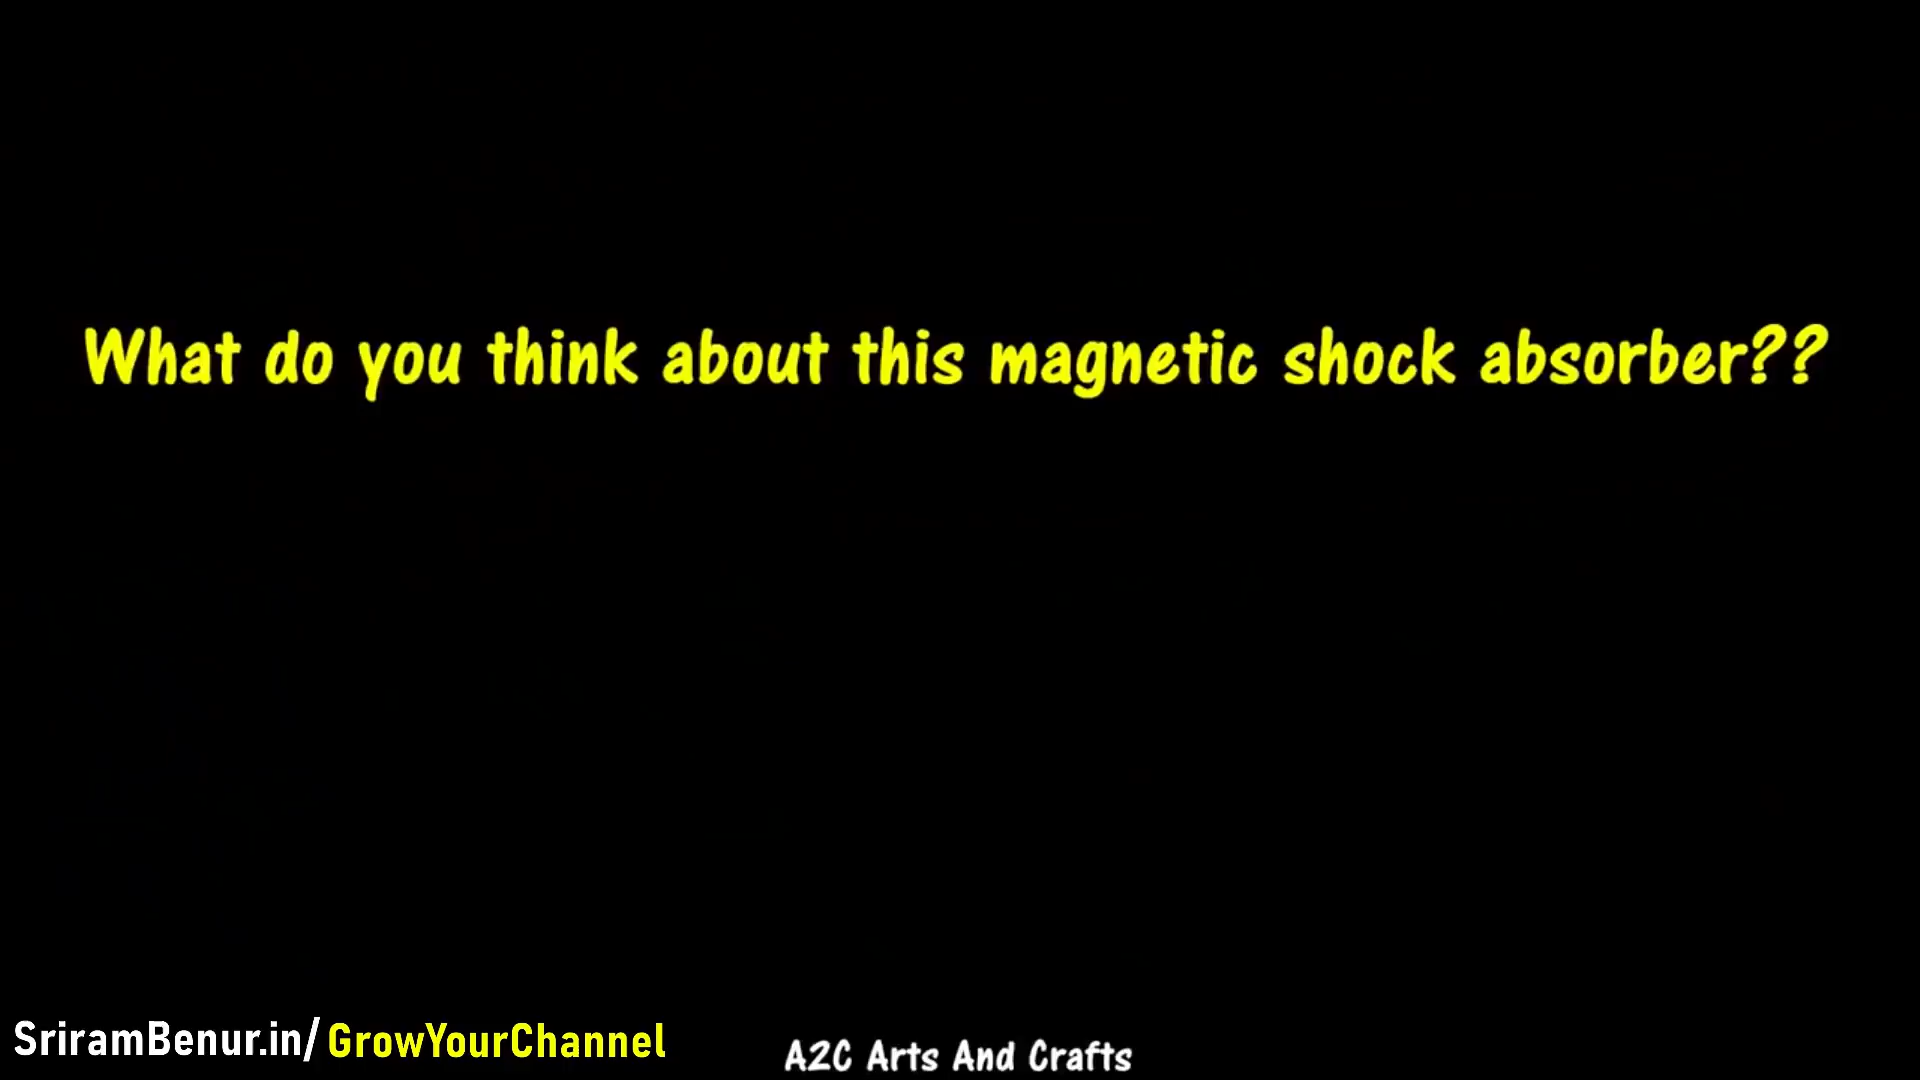 What do you think about this magnetic shock absorber??
SriramBenur.in/GrowYourChannel
A2C Arts And Crafts